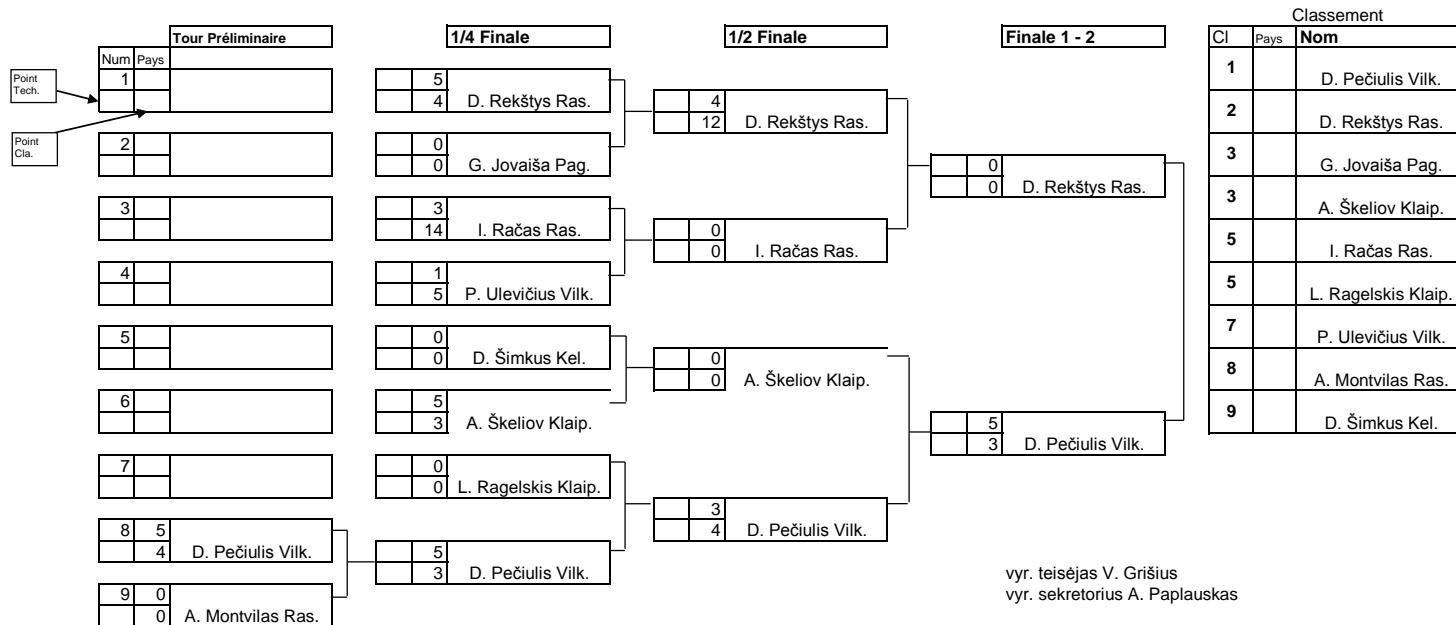 Classement
Tour Préliminaire 1/4 Finale 1/2 Finale Finale 1 - 2 Cl Pays Nom
Num Pays
Point
Tech.
Point
Cla.
1
2
3
4
5
6
7
8 5
4 D. Pečiulis Vilk.
9 0
0 A. Montvilas Ras.
5
4 D. Rekštys Ras.
0
0 G. Jovaiša Pag.
3
14 I. Račas Ras.
1
5 P. Ulevičius Vilk.
0
0 D. Šimkus Kel.
5
3 A. Škeliov Klaip.
0
0 L. Ragelskis Klaip.
5
3 D. Pečiulis Vilk.
4
12 D. Rekštys Ras.
0
0 I. Račas Ras.
0
0 A. Škeliov Klaip.
3
4 D. Pečiulis Vilk.
0
0 D. Rekštys Ras.
5
3 D. Pečiulis Vilk.
1 D. Pečiulis Vilk.
2 D. Rekštys Ras.
3 G. Jovaiša Pag.
3 A. Škeliov Klaip.
5 I. Račas Ras.
5 L. Ragelskis Klaip.
7 P. Ulevičius Vilk.
8 A. Montvilas Ras.
9 D. Šimkus Kel.
vyr. teisėjas V. Grišius
vyr. sekretorius A. Paplauskas